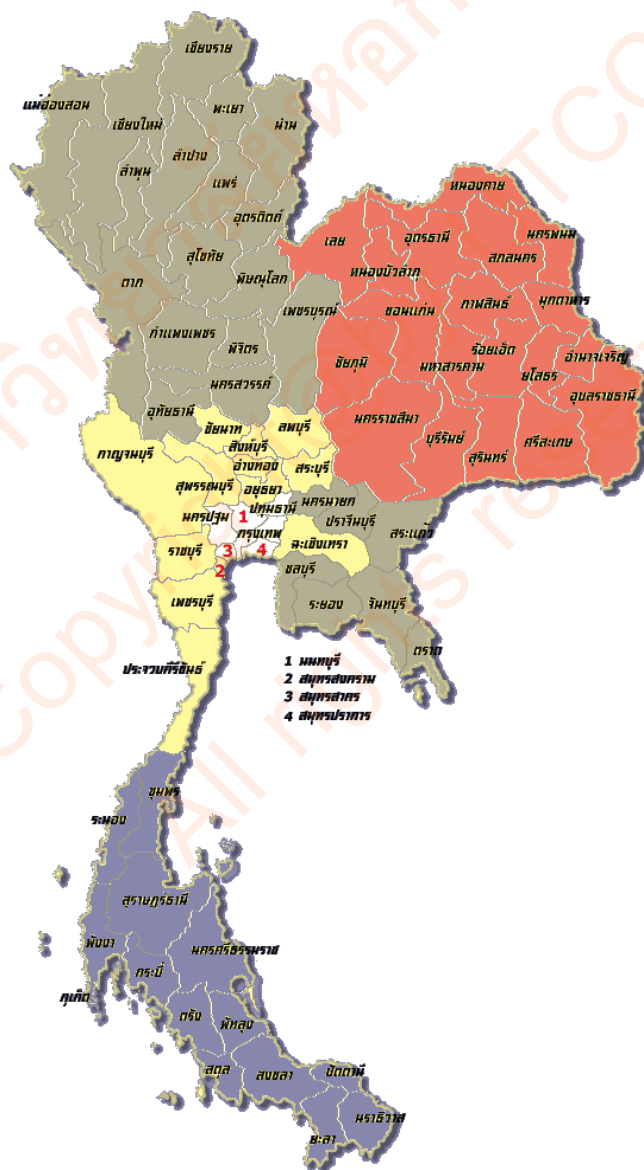 เชียงราย
แม่ฮ่องสอน
เชียงใหม่
พะเยา
น่าน
ลำปาง
ลำพูน
แพร่
อุตรดิตถ์
สุโขทัย
ตาก
พิษณุโลก
เพชรบูรณ์
กำแพงเพชร
พิจิตร
นครสวรรค์
อุทัยธานี
หนองคาย
เลย
อุดรธานี
นครพนม
สกลนคร
หนองบัวลำภู
ขอนแก่น
กาฬสินธุ์
มุกดาหาร
ชัยภูมิ
มหาสารคาม
ร้อยเอ็ด
ยโสธร
อำนาจเจริญ
อุบลราชธานี
นครราชสีมา
บุรีรัมย์
สุรินทร์
ศรีสะเกษ
ชัยนาท
ลพบุรี
สิงห์บุรี
กาญจนบุรี
อ่างทอง
สระบุรี
สุพรรณบุรี
อยุธยา
นครนายก
นครปฐม
1
ปทุมธานี
ปราจีนบุรี
สระแก้ว
กรุงเทพ
ราชบุรี
3
4
ฉะเชิงเทรา
2
ชลบุรี
เพชรบุรี
ระยอง
จันทบุรี
ตราด
ประจวบคีรีขันธ์
1 นนทบุรี
2 สมุทรสงคราม
3 สมุทรสาคร
4 สมุทรปราการ
ชุมพร
ระนอง
สุราษฎร์ธานี
พังงา
นครศรีธรรมราช
กระบี่
ภูเก็ต
ตรัง
พัทลุง
สตูล
สงขลา
ปัตตานี
ยะลา
นราธิวาส
Copyright
All rights